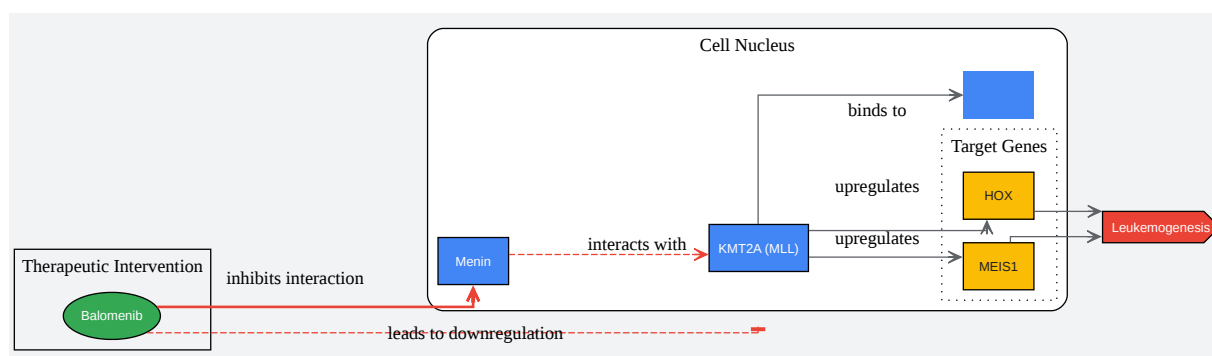 Cell Nucleus
binds to
Target Genes
upregulates
HOX
Leukemogenesis
upregulates
interacts with
KMT2A (MLL)
Menin
MEIS1
Therapeutic Intervention
inhibits interaction
Balomenib
leads to downregulation